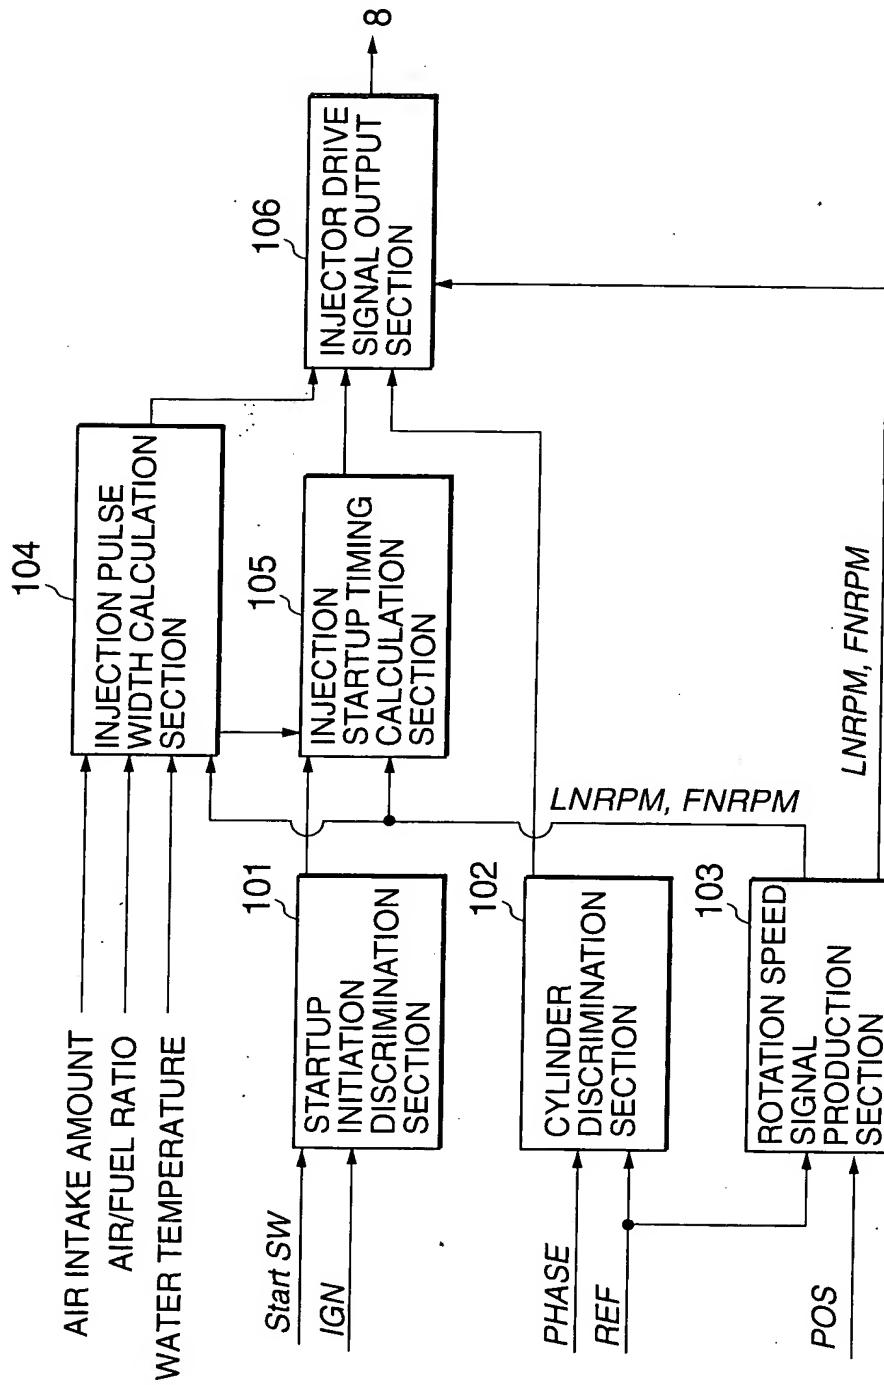 AIR INTAKE AMOUNT
AIR/FUEL RATIO
WATER TEMPERATURE
104
INJECTION PULSE
WIDTH CALCULATION
SECTION
Start SW
IGN
101
STARTUP
INITIATION
DISCRIMINATION
SECTION
105
INJECTION
STARTUP TIMING
CALCULATION
SECTION
106
INJECTOR DRIVE
SIGNAL OUTPUT
SECTION
8
PHASE
REF
102
CYLINDER
DISCRIMINATION
SECTION
LNRPM, FNRPM
POS
103
ROTATION SPEED
SIGNAL
PRODUCTION
SECTION
LNRPM, FNRPM